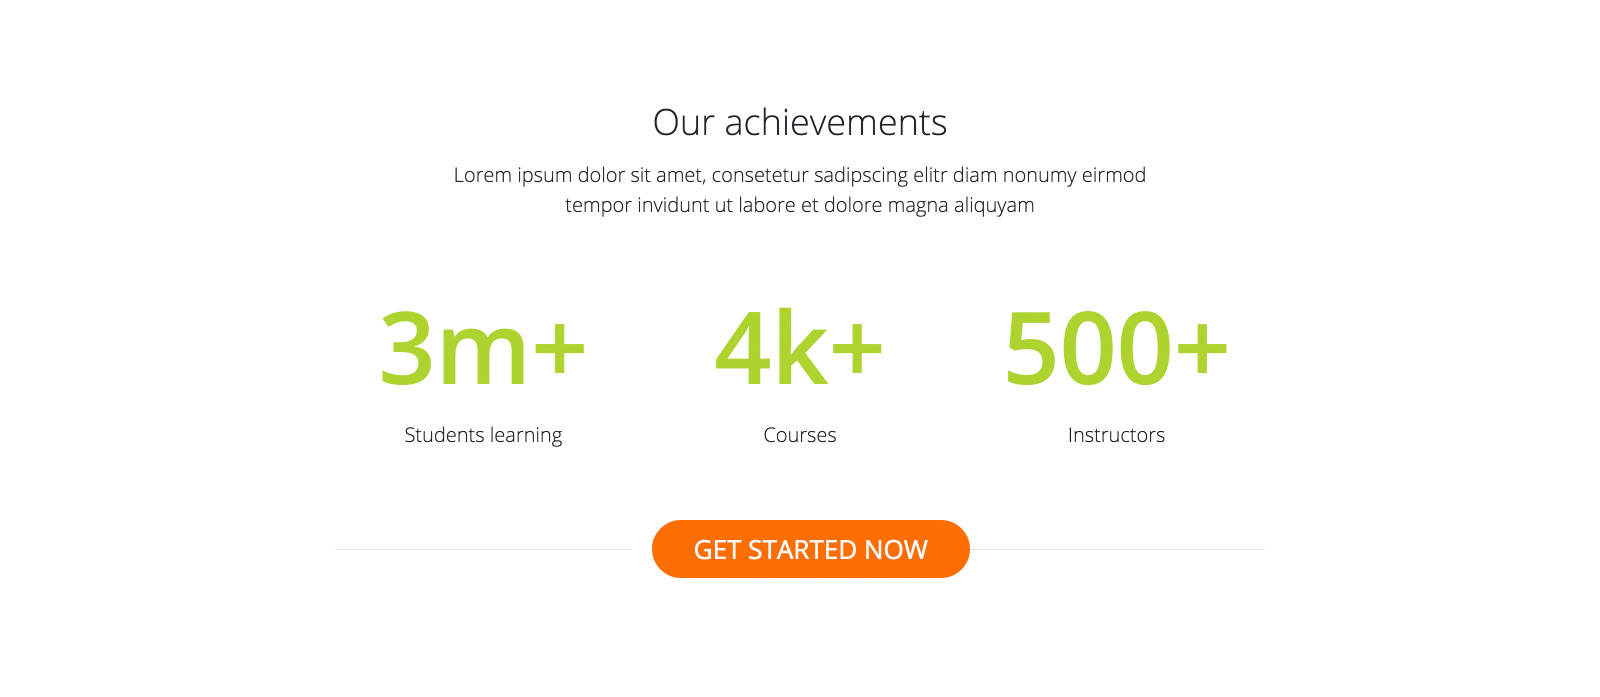 Our achievements
Lorem ipsum dolor sit amet, consetetur sadipscing elitr diam nonumy eirmod
tempor invidunt ut labore et dolore magna aliquyam
3m+ 4k+ 500+
Students learning Courses Instructors
GET STARTED NOW